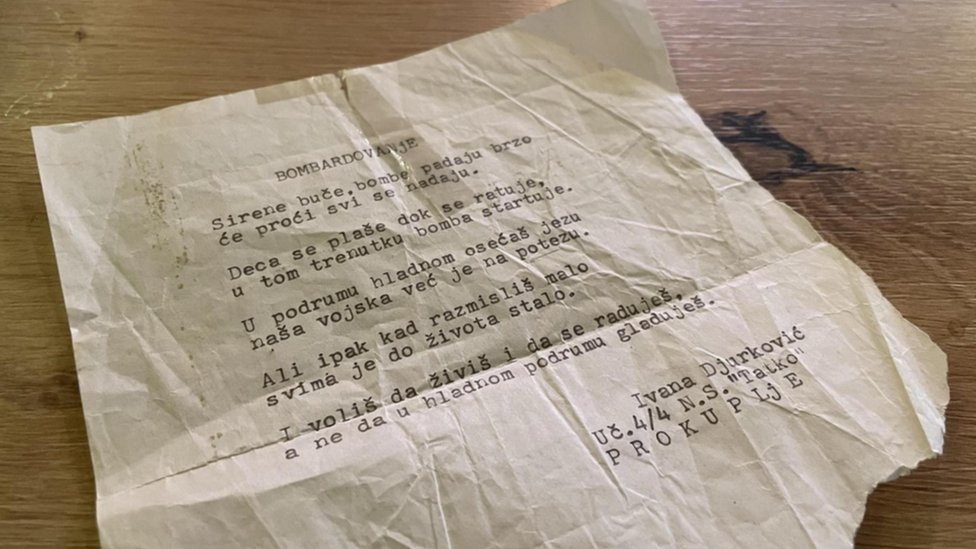 BOMBARDOVANjE
Sirene buče,bombe padaju brzo
će proći svi se nadaju.
Deca se plaše dok se ratuje,
u tom trenutku bomba startuje.
U podrumu hladnom osećaš jezu
naša vojska već je na potezu.
Ali ipak kad razmisliš malo
svima je do života stalo.
I voliš da živiš i da se raduješ,
a ne da u hladnom podrumu gladuješ.
Ivana Djurković
Uč.4/4 N.S."Tatko"
P R O K U P Lj E